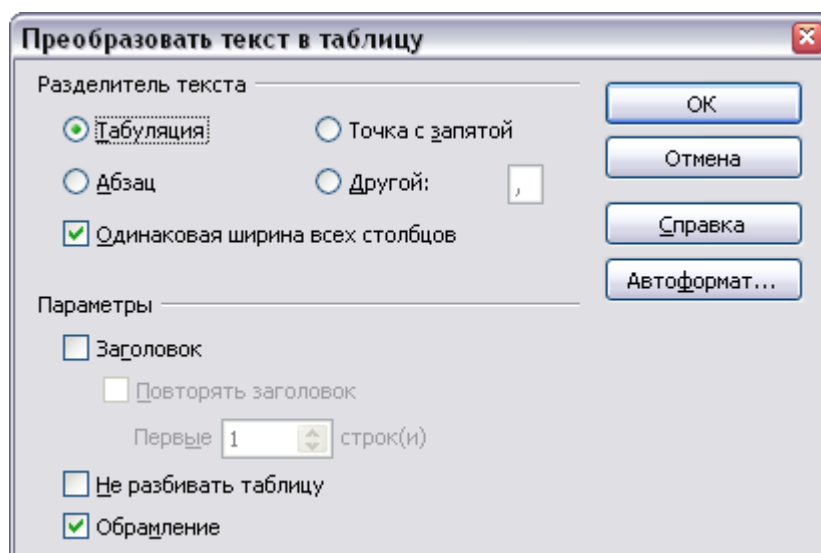 Преобразовать текст в таблицу
Разделитель текста
Табуляция
Точка с запятой
Абзац
Другой: ,
Одинаковая ширина всех столбцов
ОК
Отмена
Справка
Автоформат...
Параметры
Заголовок
Повторять заголовок
Первые 1 строк(и)
Не разбивать таблицу
Обрамление